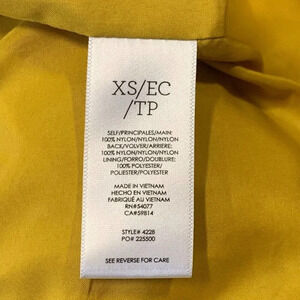 XS/EC
/TP
SELF/PRINCIPALES/MAIN:
100% NYLON/NYLON/NYLON
BACK/VOLVER/ARRIERE:
100% NYLON/NYLON/NYLON
LINING/FORRO/DOUBLURE:
100% POLYESTER/
POLIESTER/POLYESTER
MADE IN VIETNAM
HECHO EN VIETNAM
FABRIQUÉ AU VIETNAM
RN#54077
CA#59814
STYLE# 4228
PO# 225500
SEE REVERSE FOR CARE